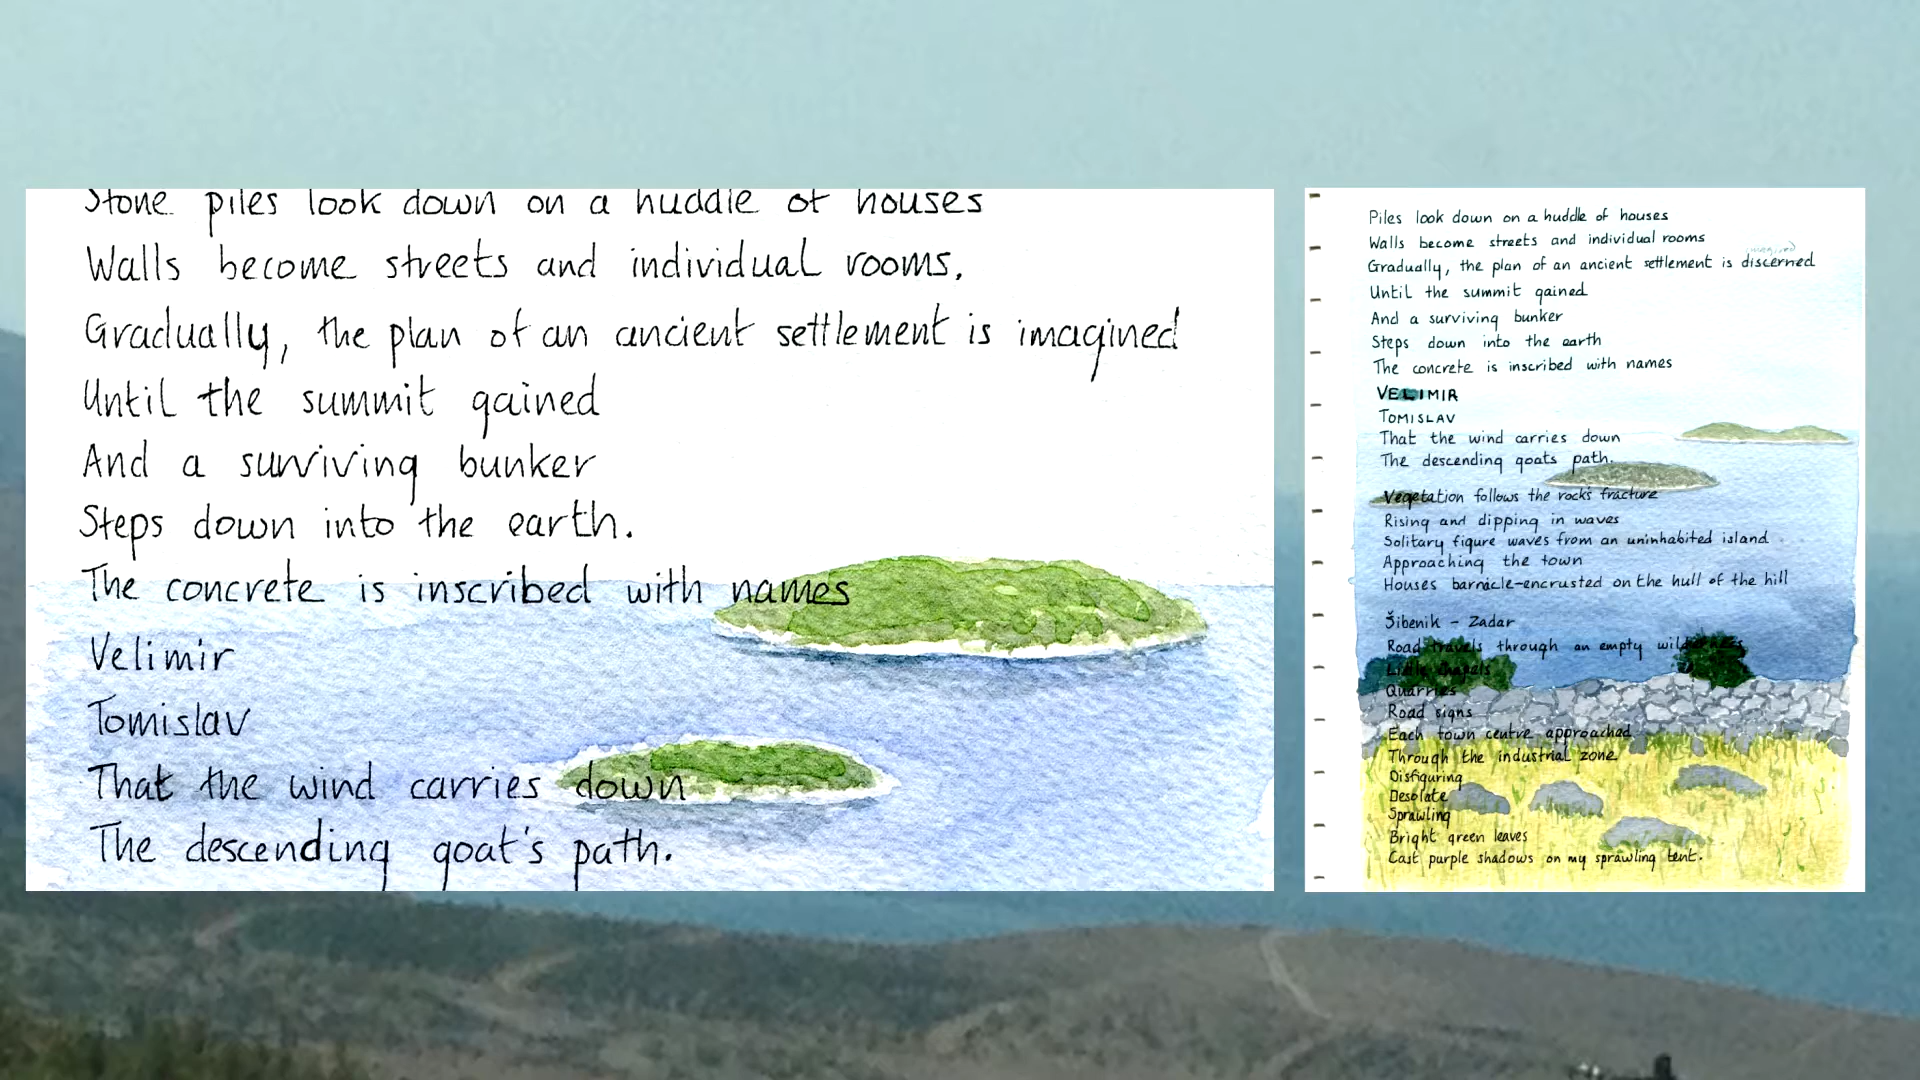 Stone piles look down on a huddle of houses
Walls become streets and individual rooms.
Gradually, the plan of an ancient settlement is imagined
Until the summit gained
And a surviving bunker
Steps down into the earth.
The concrete is inscribed with names
Velimir
Tomislav
That the wind carries down
The descending goat's path.
Piles look down on a huddle of houses
Walls become streets and individual rooms
imagined
Gradually, the plan of an ancient settlement is discerned
Until the summit gained
And a surviving bunker
Steps down into the earth
The concrete is inscribed with names
VELIMIR
TOMISLAV
That the wind carries down
The descending goats path.
Vegetation follows the rocks fracture
Rising and dipping in waves
Solitary figure waves from an uninhabited island
Approaching the town
Houses barnacle-encrusted on the hull of the hill
Šibenik - Zadar
Road travels through an empty wilderness
Little chapels
Quarries
Road signs
Each town centre approached
Through the industrial zone
Disfiguring
Desolate
Sprawling
Bright green leaves
Cast purple shadows on my sprawling tent.